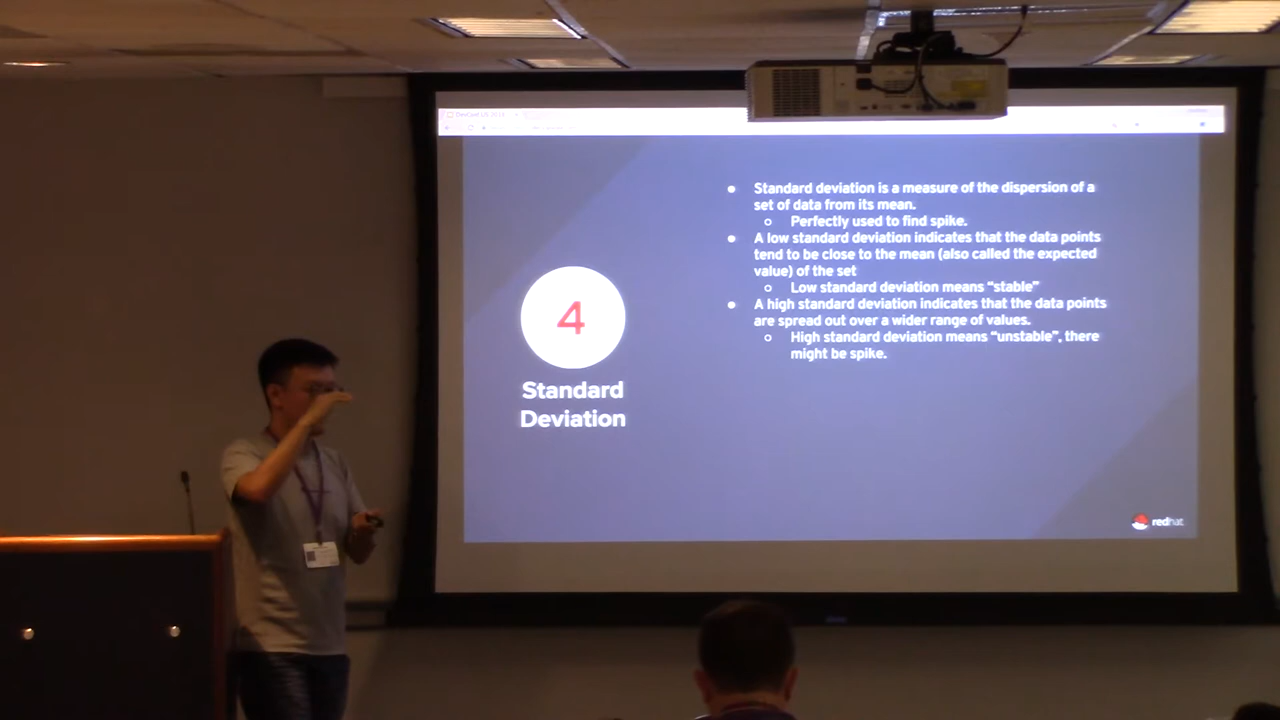 DevConf US 2018
Standard deviation is a measure of the dispersion of a
set of data from its mean.
Perfectly used to find spike.
A low standard deviation indicates that the data points
tend to be close to the mean (also called the expected
value) of the set
Low standard deviation means “stable”
A high standard deviation indicates that the data points
are spread out over a wider range of values.
High standard deviation means “unstable”, there
might be spike.
4
Standard
Deviation
redhat